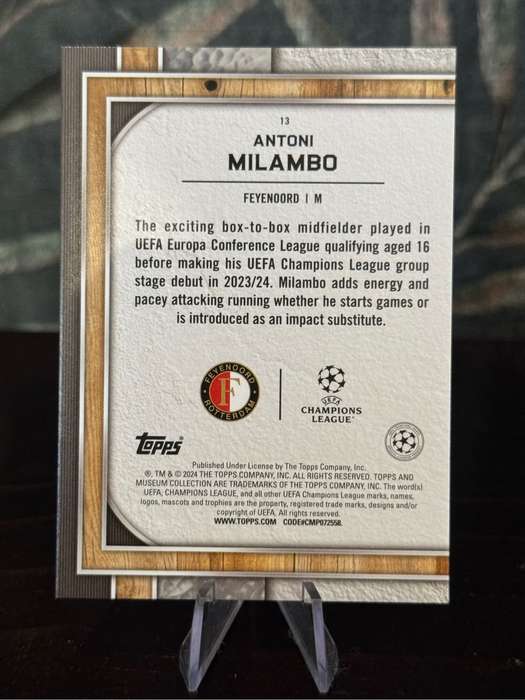 13
ANTONI
MILAMBO
FEYENOORD | M
The exciting box-to-box midfielder played in
UEFA Europa Conference League qualifying aged 16
before making his UEFA Champions League group
stage debut in 2023/24. Milambo adds energy and
pacey attacking running whether he starts games or
is introduced as an impact substitute.
FEYENOORD
F
ROTTERDAM
UEFA
CHAMPIONS
LEAGUE
topps
Published Under License by The Topps Company, Inc.
®, TM & © 2024 THE TOPPS COMPANY, INC. ALL RIGHTS RESERVED. TOPPS AND
MUSEUM COLLECTION ARE TRADEMARKS OF THE TOPPS COMPANY, INC. The word(s)
UEFA, CHAMPIONS LEAGUE, and all other UEFA Champions League marks, names,
logos, mascots and trophies are the property, registered trade marks, designs and/or
copyright of UEFA. All rights reserved.
WWW.TOPPS.COM CODE#CMP072558